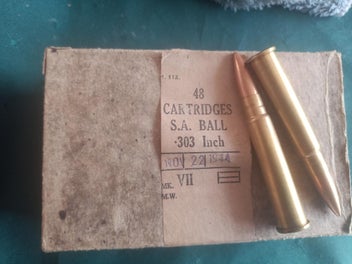 48
CARTRIDGES
S.A. BALL
.303 Inch
NOV 22 1944
VII
MK.
M.W.